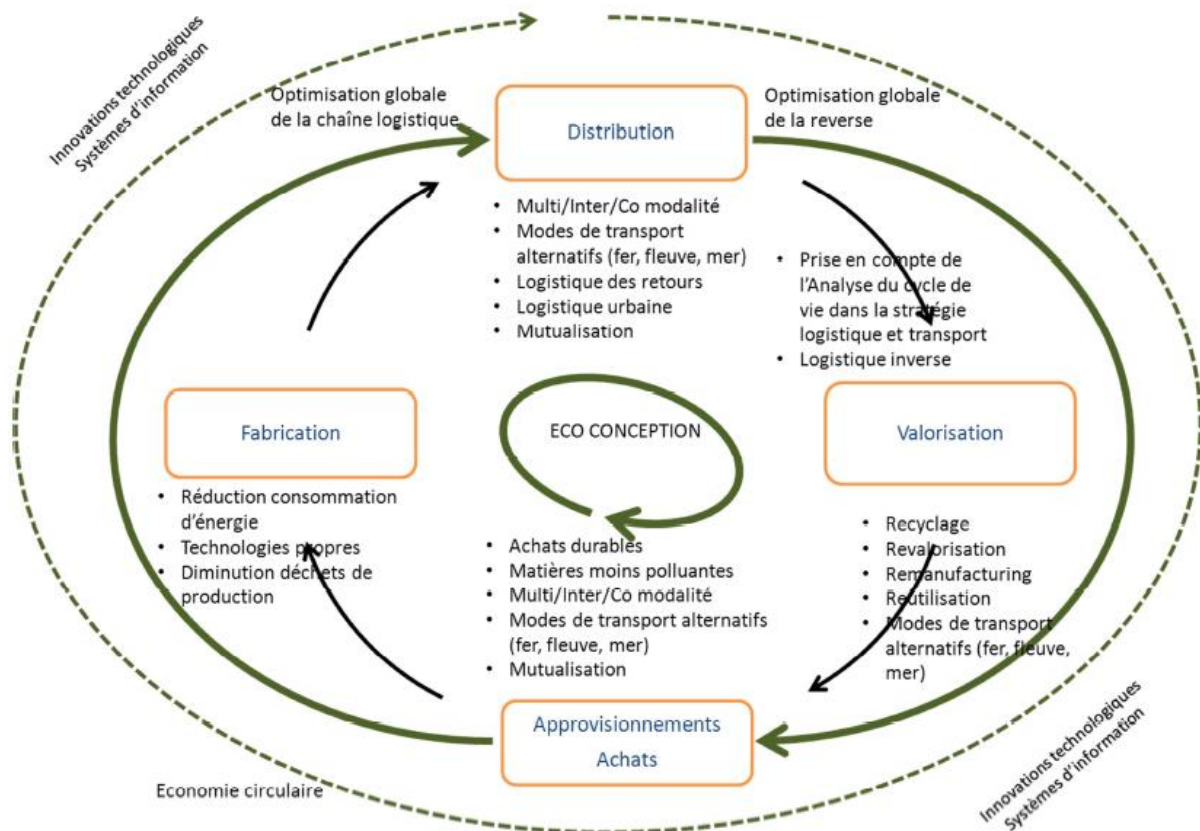 Innovations technologiques
Systèmes d'information
Optimisation globale
de la chaîne logistique
Distribution
Optimisation globale
de la reverse
• Multi/Inter/Co modalité
• Modes de transport
alternatifs (fer, fleuve, mer)
• Logistique des retours
• Logistique urbaine
• Mutualisation
• Prise en compte de
l'Analyse du cycle de
vie dans la stratégie
logistique et transport
• Logistique inverse
Fabrication
ECO CONCEPTION
Valorisation
• Réduction consommation
d'énergie
• Technologies propres
• Diminution déchets de
production
• Achats durables
• Matières moins polluantes
• Multi/Inter/Co modalité
• Modes de transport alternatifs
(fer, fleuve, mer)
• Mutualisation
• Recyclage
• Revalorisation
• Remanufacturing
• Réutilisation
• Modes de transport
alternatifs (fer, fleuve,
mer)
Approvisionnements
Achats
Economie circulaire
Innovations technologiques
Systèmes d'information